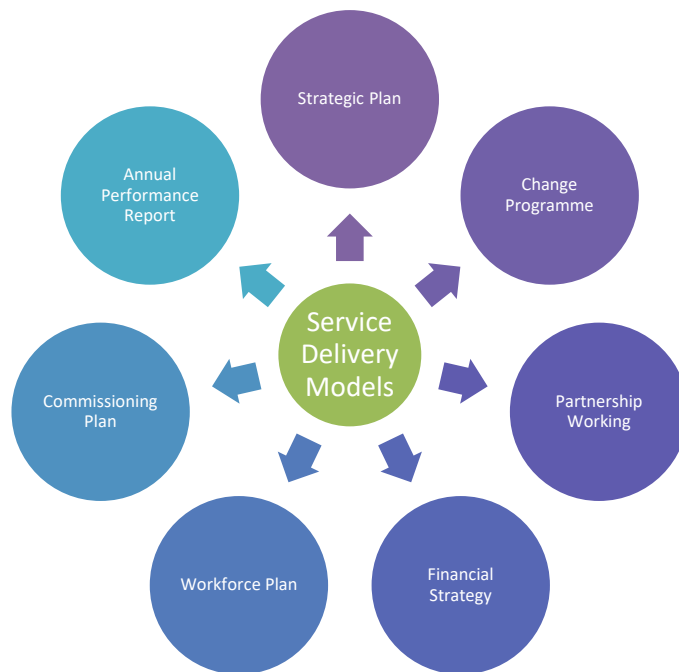 Strategic Plan
Change
Programme
Partnership
Working
Financial
Strategy
Workforce Plan
Commissioning
Plan
Annual
Performance
Report
Service
Delivery
Models